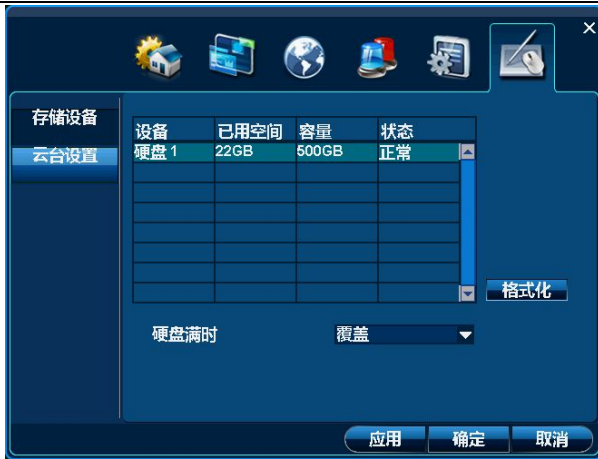 ×
存储设备
云台设置
设备 已用空间 容量 状态
硬盘 1 22GB 500GB 正常
格式化
硬盘满时 覆盖
应用 确定 取消